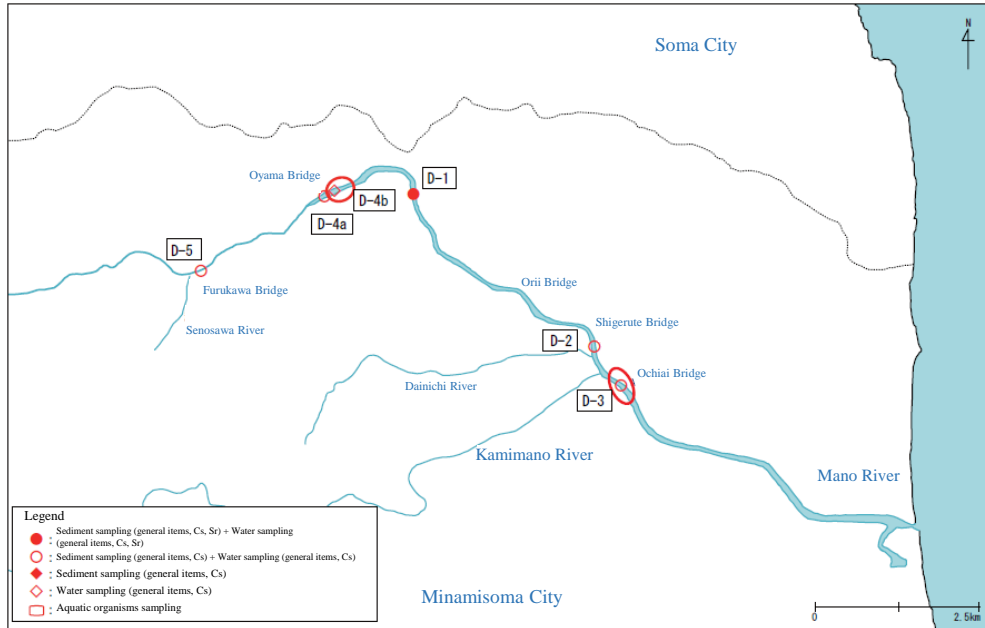 Soma City
N
Oyama Bridge
D-1
D-4b
D-4a
D-5
Furukawa Bridge
Orii Bridge
Senosawa River
Shigerute Bridge
D-2
Ochiai Bridge
Dainichi River
D-3
Kamimano River
Mano River
Legend
: Sediment sampling (general items, Cs, Sr) + Water sampling
(general items, Cs, Sr)
: Sediment sampling (general items, Cs) + Water sampling (general items, Cs)
: Sediment sampling (general items, Cs)
: Water sampling (general items, Cs)
: Aquatic organisms sampling
Minamisoma City
0 2.5km